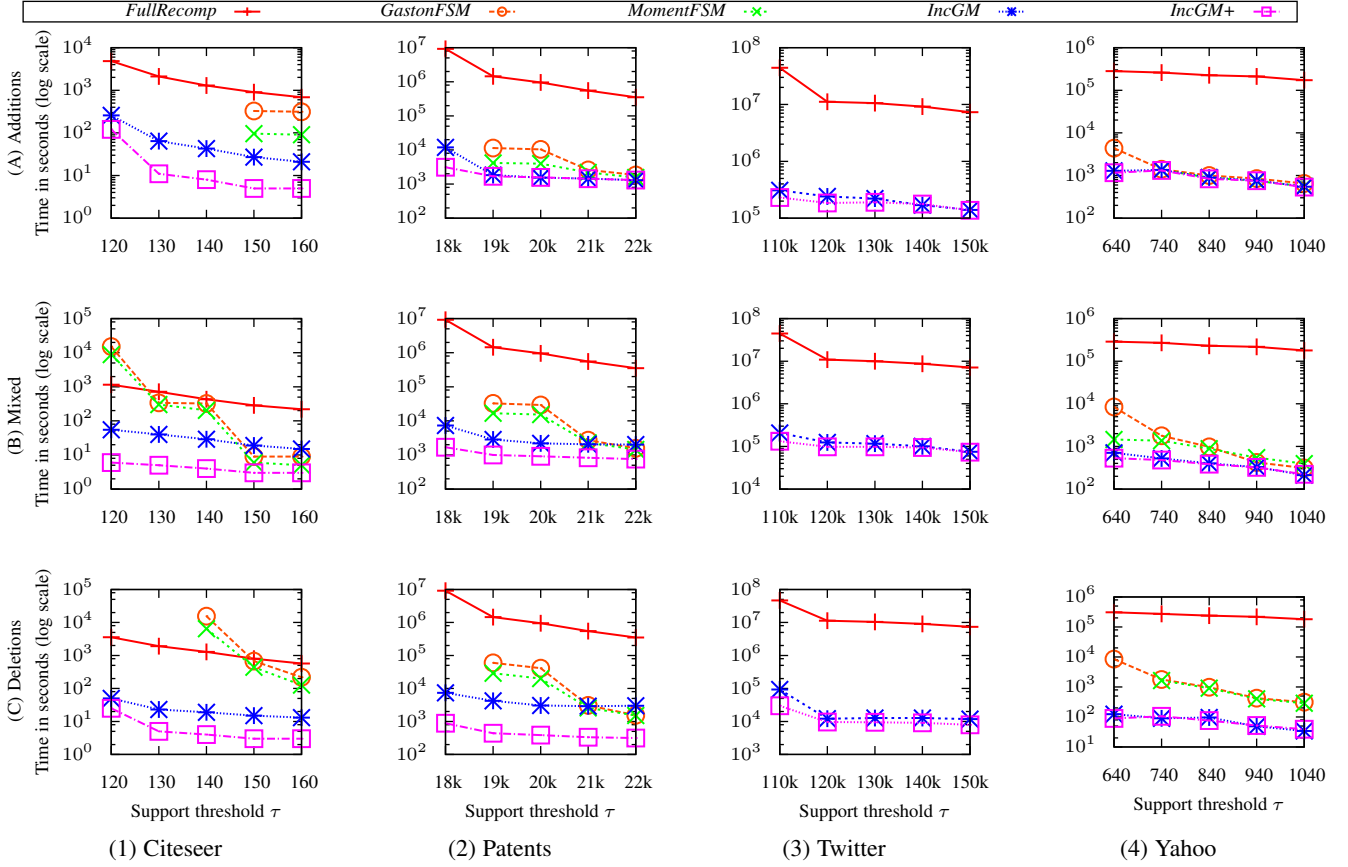 FullRecomp GastonFSM MomentFSM IncGM IncGM+
(A) Additions
Time in seconds (log scale)
10^4
10^3
10^2
10^1
10^0
120 130 140 150 160
10^7
10^6
10^5
10^4
10^3
10^2
18k 19k 20k 21k 22k
10^8
10^7
10^6
10^5
110k 120k 130k 140k 150k
10^6
10^5
10^4
10^3
10^2
640 740 840 940 1040
(B) Mixed
Time in seconds (log scale)
10^5
10^4
10^3
10^2
10^1
10^0
120 130 140 150 160
10^7
10^6
10^5
10^4
10^3
10^2
18k 19k 20k 21k 22k
10^8
10^7
10^6
10^5
10^4
110k 120k 130k 140k 150k
10^6
10^5
10^4
10^3
10^2
640 740 840 940 1040
(C) Deletions
Time in seconds (log scale)
10^5
10^4
10^3
10^2
10^1
10^0
120 130 140 150 160
Support threshold τ
10^7
10^6
10^5
10^4
10^3
10^2
18k 19k 20k 21k 22k
Support threshold τ
10^8
10^7
10^6
10^5
10^4
10^3
110k 120k 130k 140k 150k
Support threshold τ
10^6
10^5
10^4
10^3
10^2
10^1
640 740 840 940 1040
Support threshold τ
(1) Citeseer (2) Patents (3) Twitter (4) Yahoo